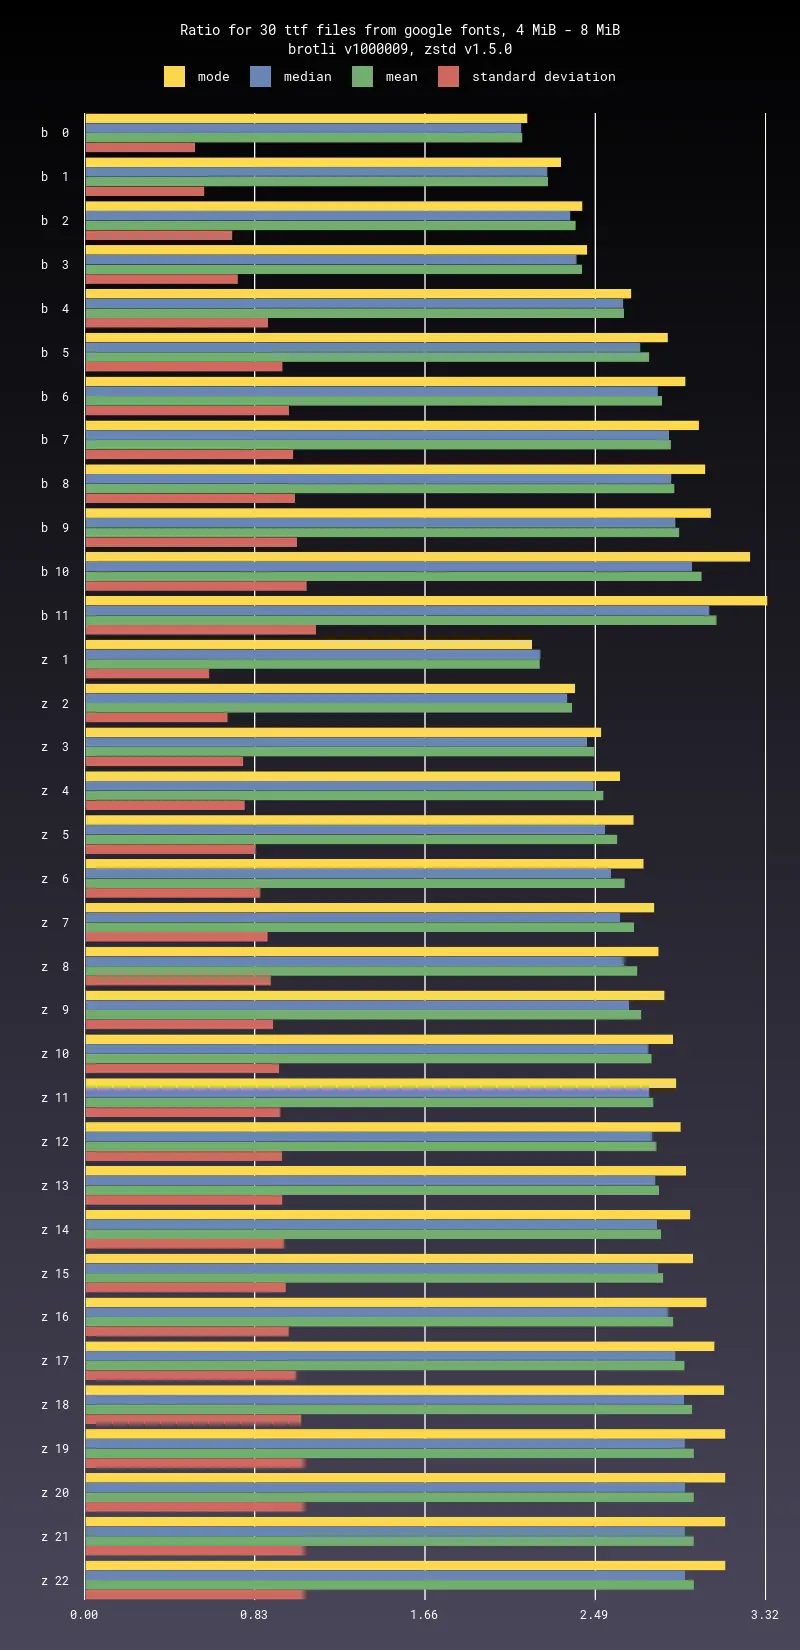 Ratio for 30 ttf files from google fonts, 4 MiB - 8 MiB
brotli v1000009, zstd v1.5.0
mode median mean standard deviation
b 0
b 1
b 2
b 3
b 4
b 5
b 6
b 7
b 8
b 9
b 10
b 11
z 1
z 2
z 3
z 4
z 5
z 6
z 7
z 8
z 9
z 10
z 11
z 12
z 13
z 14
z 15
z 16
z 17
z 18
z 19
z 20
z 21
z 22
0.00 0.83 1.66 2.49 3.32